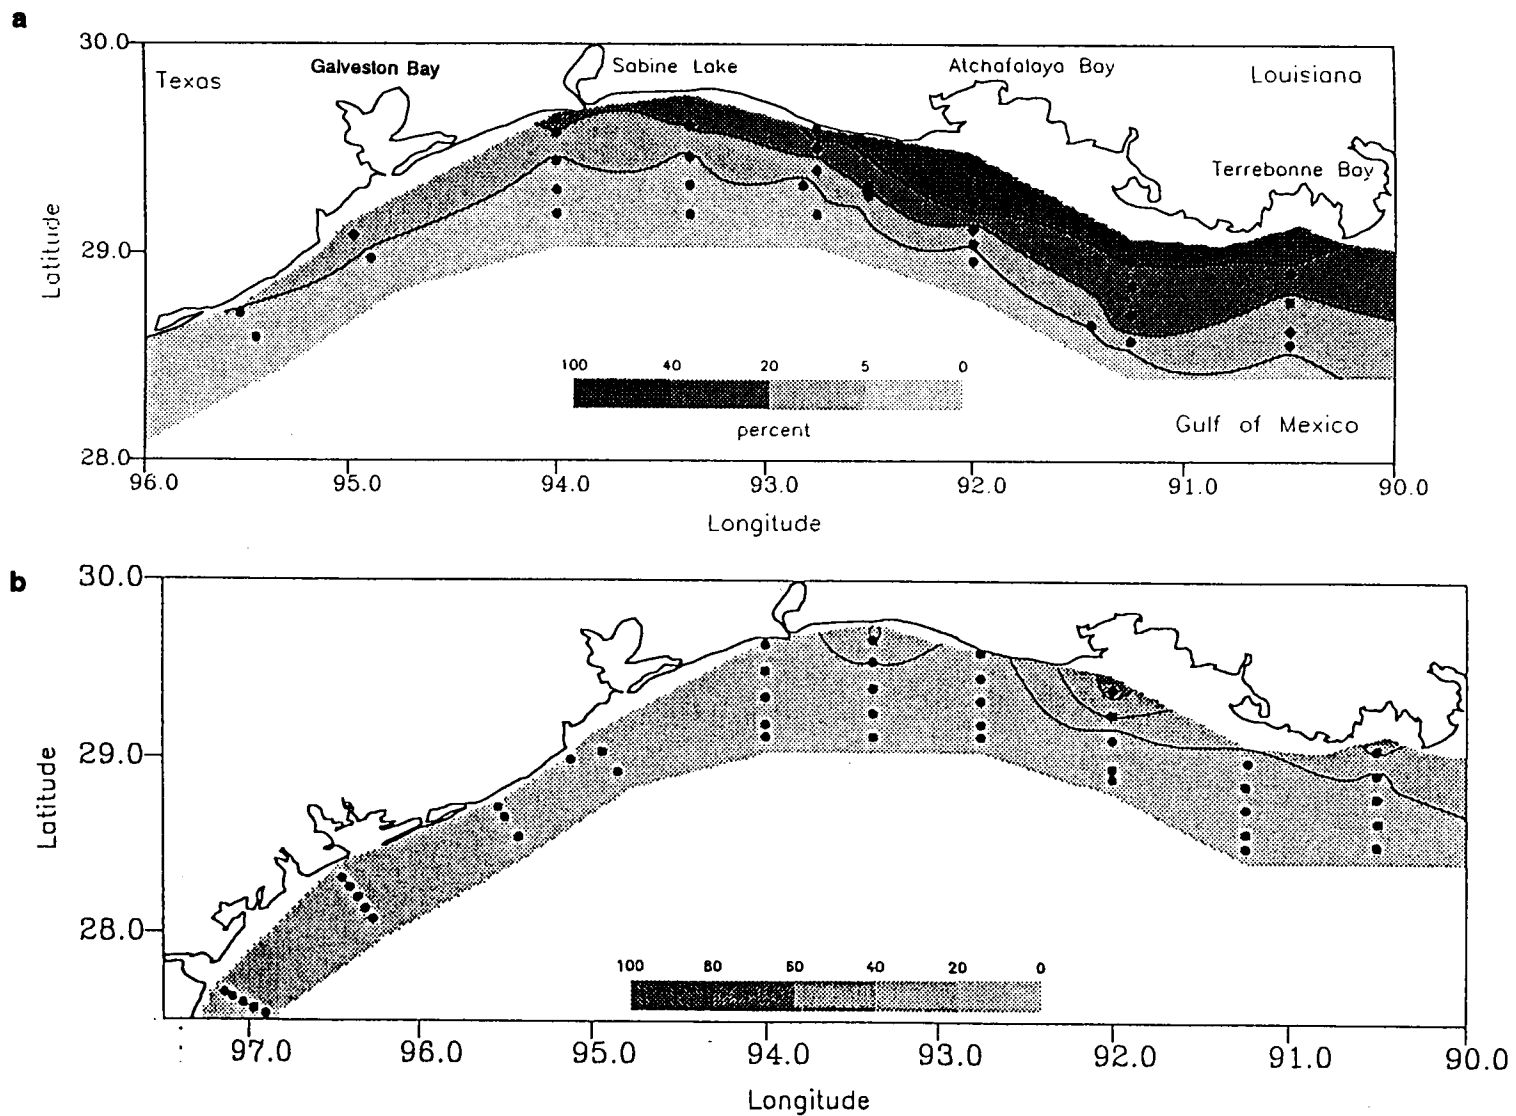 a
30.0
Texas
Galveston Bay
Sabine Lake
Atchafalaya Bay
Louisiana
Terrebonne Bay
Latitude
29.0
100 40 20 5 0
percent
Gulf of Mexico
28.0
96.0 95.0 94.0 93.0 92.0 91.0 90.0
Longitude
b
30.0
Latitude
29.0
28.0
100 80 60 40 20 0
97.0 96.0 95.0 94.0 93.0 92.0 91.0 90.0
Longitude